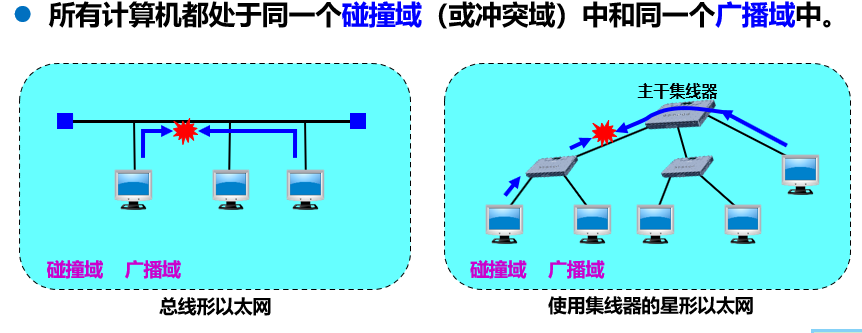 所有计算机都处于同一个碰撞域（或冲突域）中和同一个广播域中。
主干集线器
碰撞域 广播域
碰撞域 广播域
总线形以太网
使用集线器的星形以太网